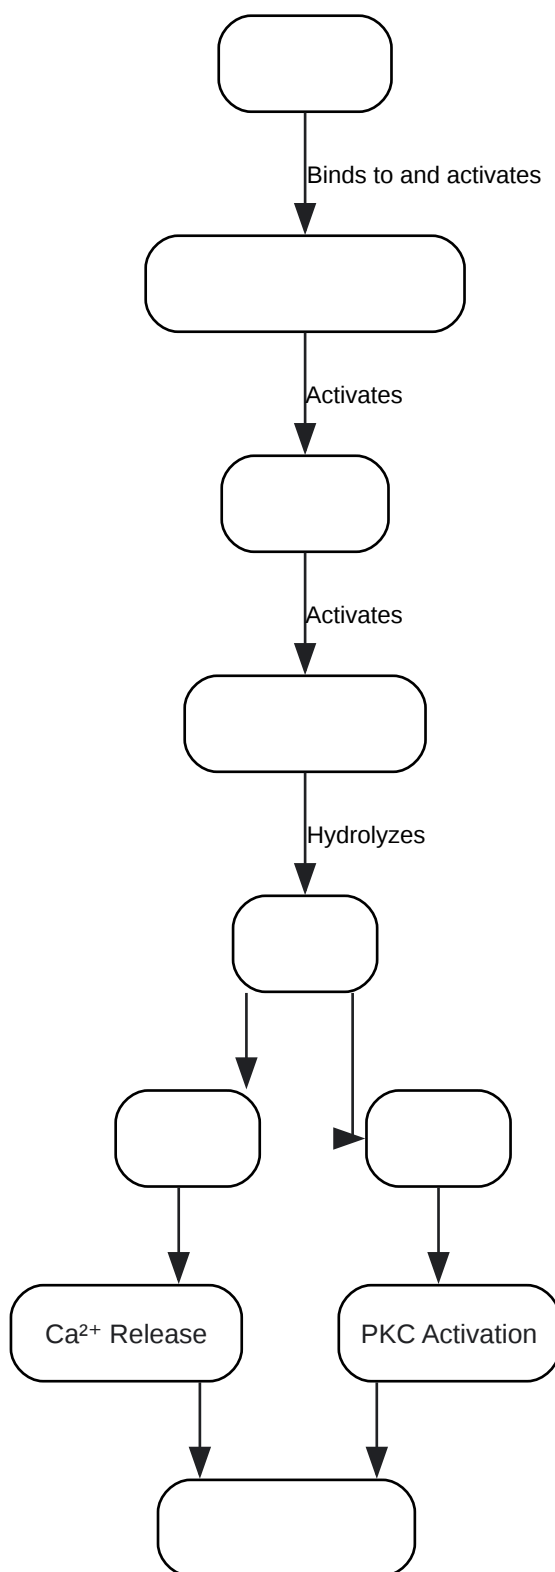 Binds to and activates
Activates
Activates
Hydrolyzes
Ca²⁺ Release
PKC Activation